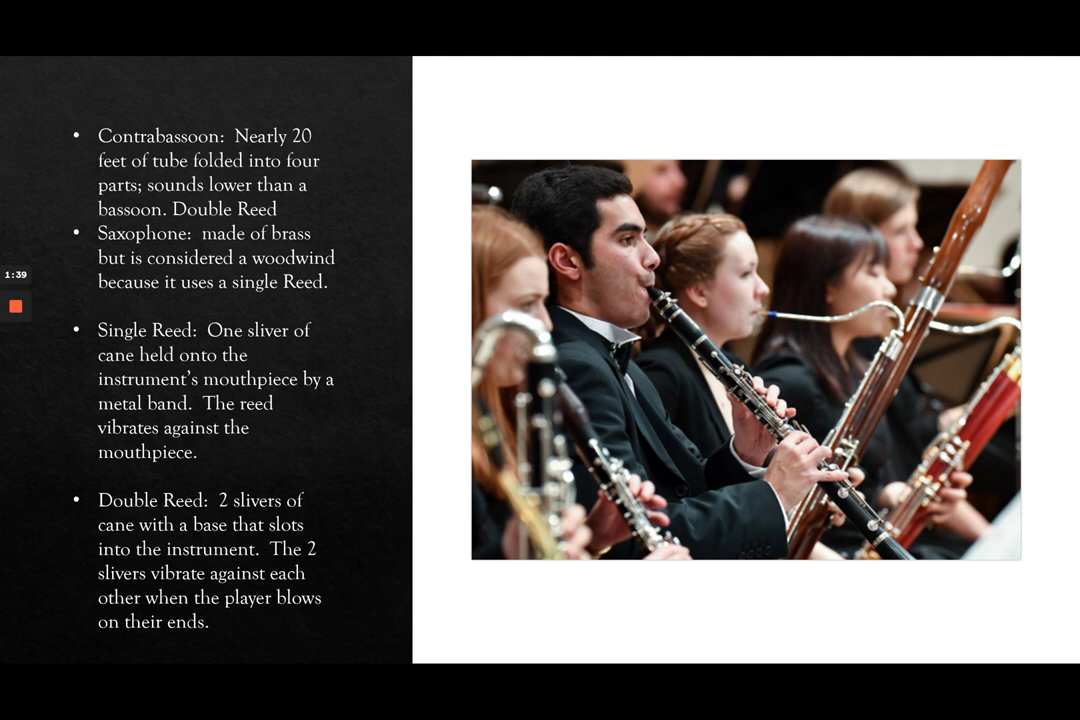 • Contrabassoon: Nearly 20
feet of tube folded into four
parts; sounds lower than a
bassoon. Double Reed
• Saxophone: made of brass
but is considered a woodwind
because it uses a single Reed.
1:39
• Single Reed: One sliver of
cane held onto the
instrument’s mouthpiece by a
metal band. The reed
vibrates against the
mouthpiece.
• Double Reed: 2 slivers of
cane with a base that slots
into the instrument. The 2
slivers vibrate against each
other when the player blows
on their ends.